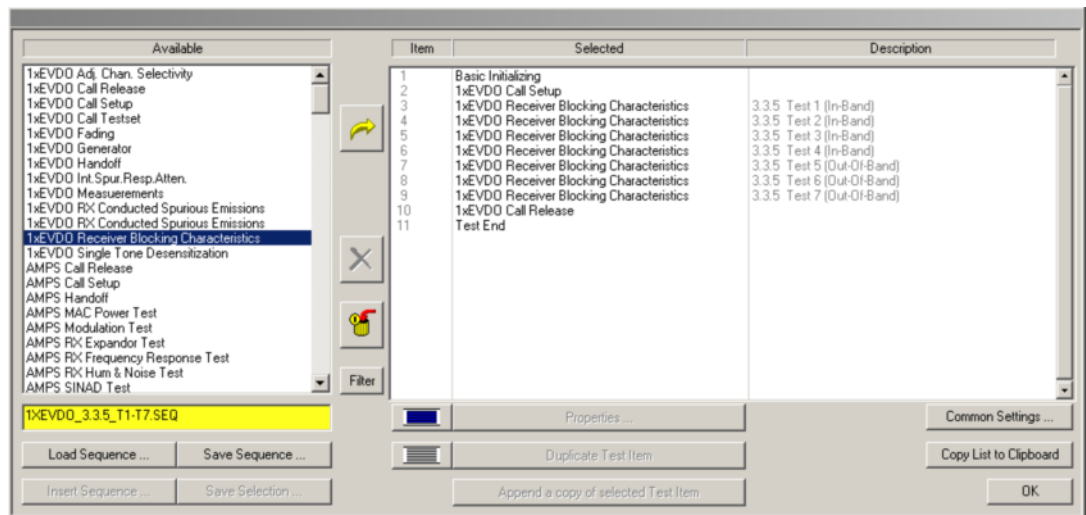 Available
1xEVDO Adj. Chan. Selectivity
1xEVDO Call Release
1xEVDO Call Setup
1xEVDO Call Testset
1xEVDO Fading
1xEVDO Generator
1xEVDO Handoff
1xEVDO Int.Spur.Resp.Atten.
1xEVDO Measuerements
1xEVDO RX Conducted Spurious Emissions
1xEVDO RX Conducted Spurious Emissions
1xEVDO Receiver Blocking Characteristics
1xEVDO Single Tone Desensitization
AMPS Call Release
AMPS Call Setup
AMPS Handoff
AMPS MAC Power Test
AMPS Modulation Test
AMPS RX Expandor Test
AMPS RX Frequency Response Test
AMPS RX Hum & Noise Test
AMPS SINAD Test
1XEVDO_3.3.5_T1-T7.SEQ
Load Sequence ... Save Sequence ...
Insert Sequence ... Save Selection ...
Filter
Item Selected Description
1 Basic Initializing
2 1xEVDO Call Setup
3 1xEVDO Receiver Blocking Characteristics 3.3.5 Test 1 (In-Band)
4 1xEVDO Receiver Blocking Characteristics 3.3.5 Test 2 (In-Band)
5 1xEVDO Receiver Blocking Characteristics 3.3.5 Test 3 (In-Band)
6 1xEVDO Receiver Blocking Characteristics 3.3.5 Test 4 (In-Band)
7 1xEVDO Receiver Blocking Characteristics 3.3.5 Test 5 (Out-Of-Band)
8 1xEVDO Receiver Blocking Characteristics 3.3.5 Test 6 (Out-Of-Band)
9 1xEVDO Receiver Blocking Characteristics 3.3.5 Test 7 (Out-Of-Band)
10 1xEVDO Call Release
11 Test End
Properties ... Common Settings ...
Duplicate Test Item Copy List to Clipboard
Append a copy of selected Test Item OK